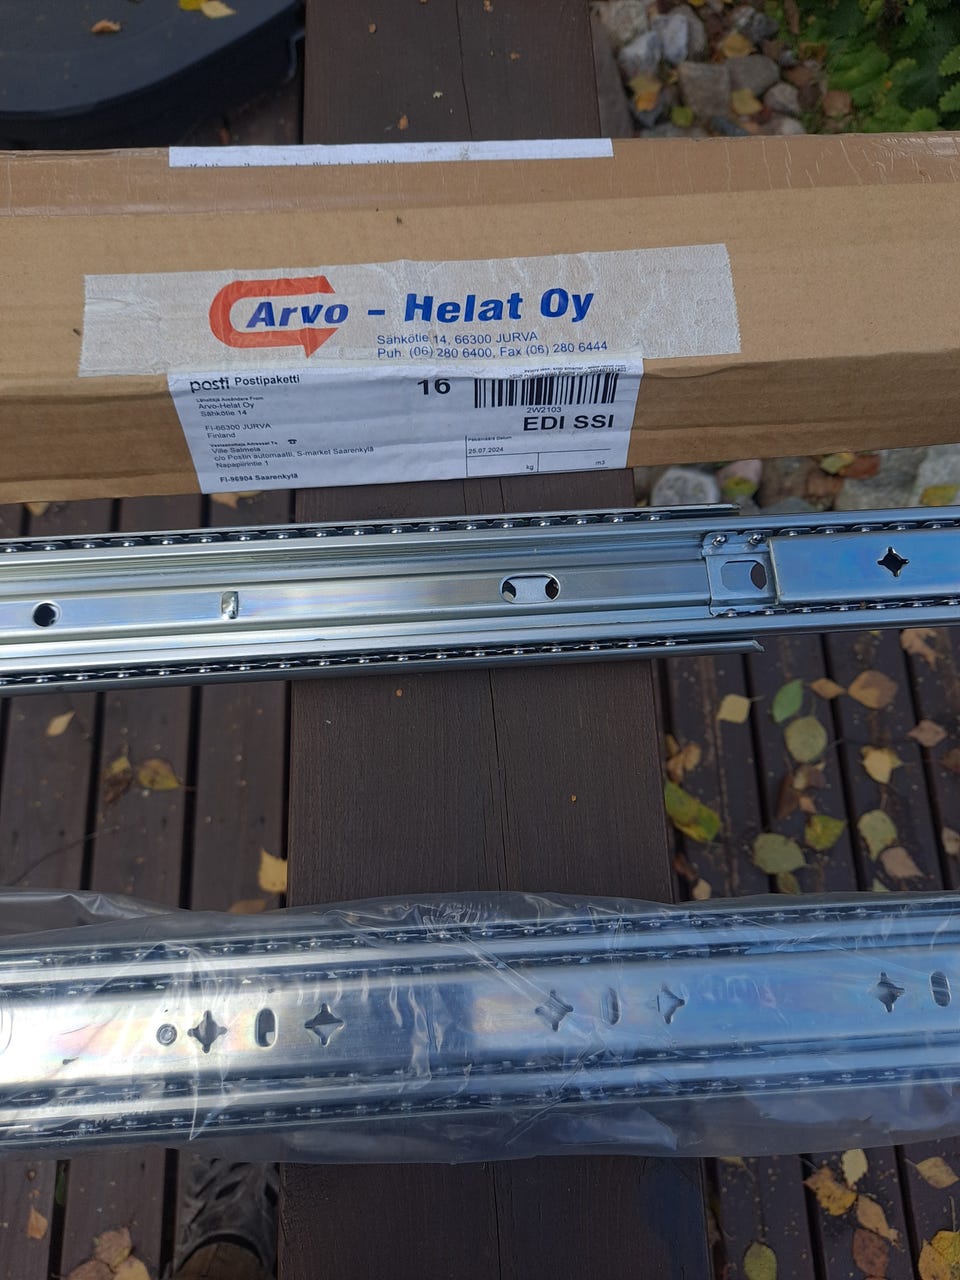 Arvo - Helat Oy
Sähkötie 14, 66300 JURVA
Puh. (06) 280 6400, Fax (06) 280 6444
posti Postipaketti
16
Lähettäjä Avsändare From
Arvo-Helat Oy
Sähkötie 14
FI-66300 JURVA
Finland
2W2103
EDI SSI
Vastaanottaja Adressat To
Ville Salmela
c/o Postin automaatti, S-market Saarenkylä
Napapiirintie 1
FI-96904 Saarenkylä
Päivämäärä Datum
25.07.2024
kg
m3